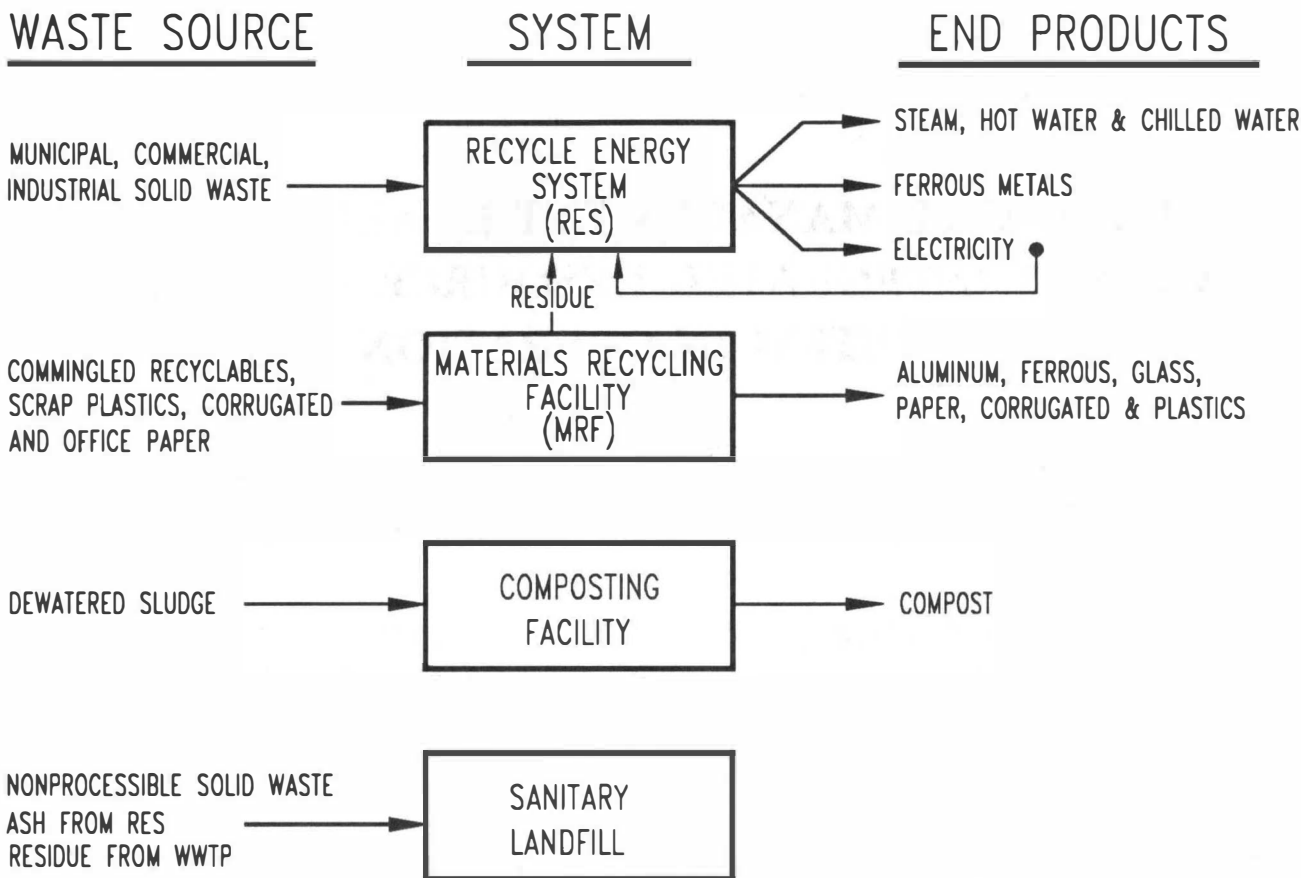 WASTE SOURCE
SYSTEM
END PRODUCTS
MUNICIPAL, COMMERCIAL,
INDUSTRIAL SOLID WASTE
RECYCLE ENERGY
SYSTEM
(RES)
STEAM, HOT WATER & CHILLED WATER
FERROUS METALS
ELECTRICITY
RESIDUE
COMMINGLED RECYCLABLES,
SCRAP PLASTICS, CORRUGATED
AND OFFICE PAPER
MATERIALS RECYCLING
FACILITY
(MRF)
ALUMINUM, FERROUS, GLASS,
PAPER, CORRUGATED & PLASTICS
DEWATERED SLUDGE
COMPOSTING
FACILITY
COMPOST
NONPROCESSIBLE SOLID WASTE
ASH FROM RES
RESIDUE FROM WWTP
SANITARY
LANDFILL